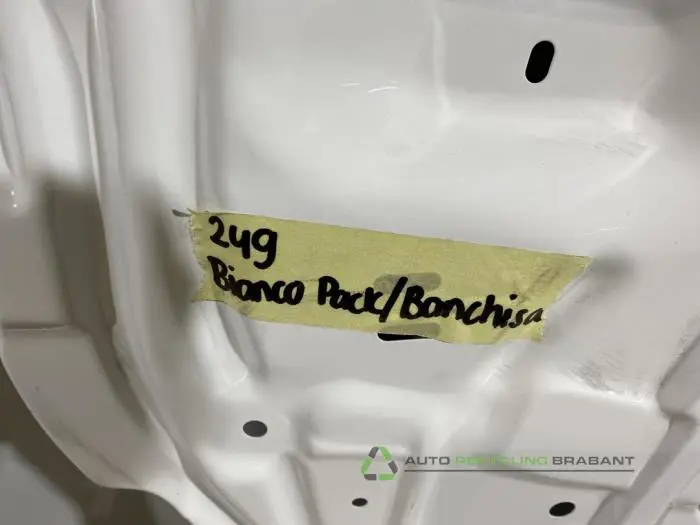 249
Bianco Pack/Banchisa
AUTO RECYCLING BRABANT